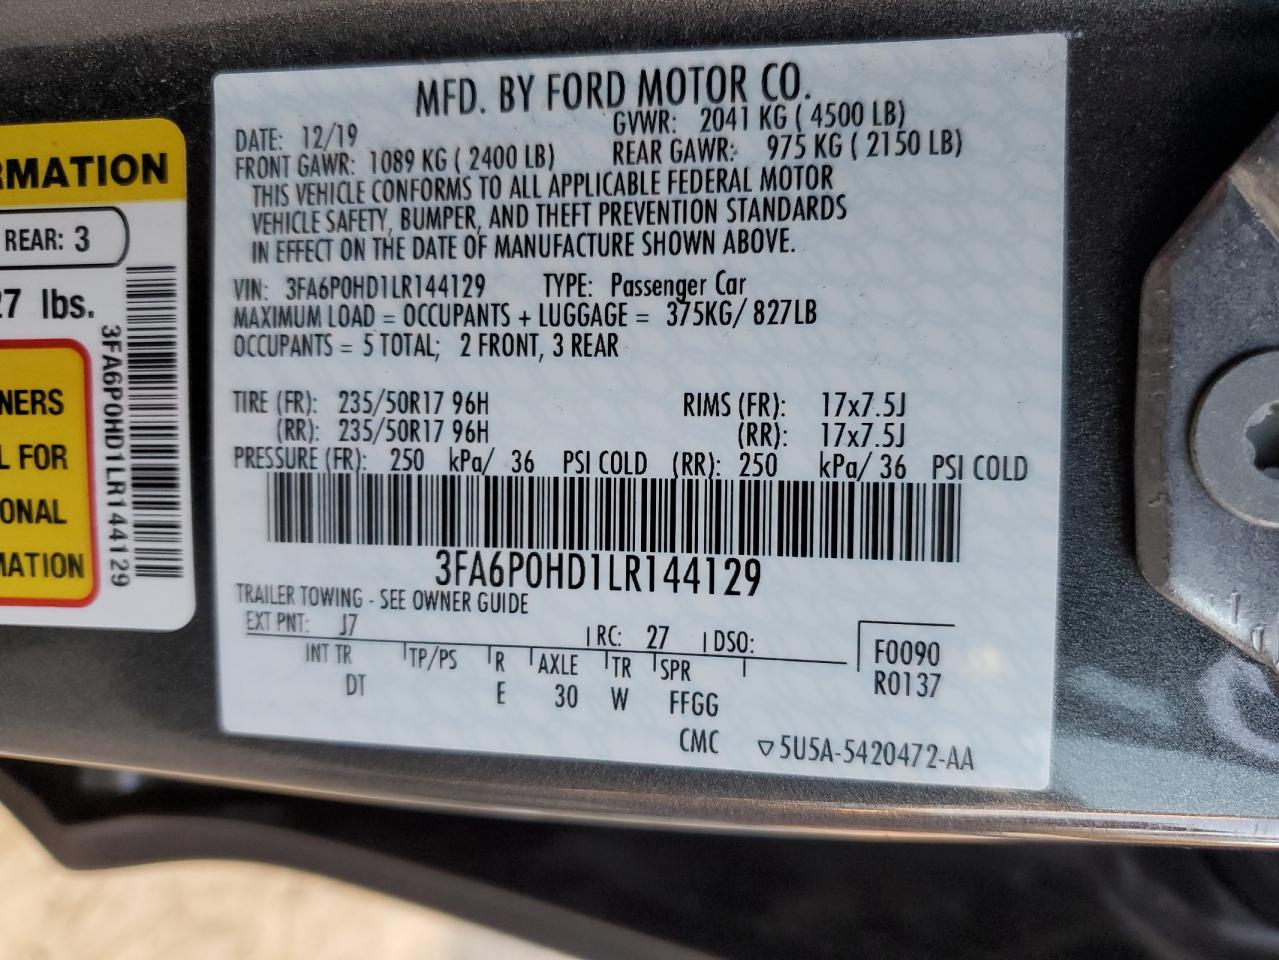 MFD. BY FORD MOTOR CO.
DATE: 12/19 GVWR: 2041 KG ( 4500 LB)
FRONT GAWR: 1089 KG ( 2400 LB) REAR GAWR: 975 KG ( 2150 LB)
THIS VEHICLE CONFORMS TO ALL APPLICABLE FEDERAL MOTOR
VEHICLE SAFETY, BUMPER, AND THEFT PREVENTION STANDARDS
IN EFFECT ON THE DATE OF MANUFACTURE SHOWN ABOVE.
VIN: 3FA6P0HD1LR144129 TYPE: Passenger Car
MAXIMUM LOAD = OCCUPANTS + LUGGAGE = 375KG/ 827LB
OCCUPANTS = 5 TOTAL; 2 FRONT, 3 REAR
TIRE (FR): 235/50R17 96H RIMS (FR): 17x7.5J
(RR): 235/50R17 96H (RR): 17x7.5J
PRESSURE (FR): 250 kPa/ 36 PSI COLD (RR): 250 kPa/ 36 PSI COLD
3FA6P0HD1LR144129
TRAILER TOWING - SEE OWNER GUIDE
EXT PNT: J7 RC: 27 DSO:
INT TR TP/PS R AXLE TR SPR F0090
DT E 30 W FFGG R0137
CMC 5U5A-5420472-AA
RMATION
REAR: 3
27 lbs.
3FA6P0HD1LR144129
NERS
L FOR
ONAL
MATION